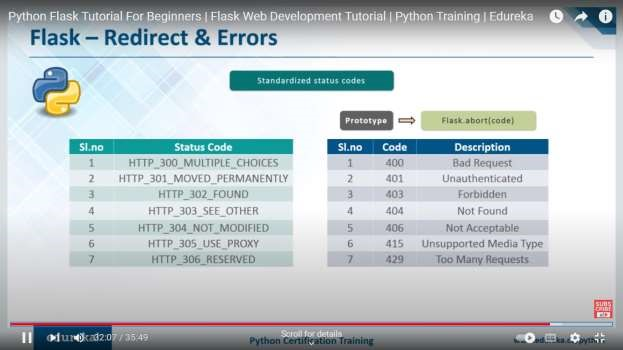 Python Flask Tutorial For Beginners | Flask Web Development Tutorial | Python Training | Edureka
Flask – Redirect & Errors
Standardized status codes
Prototype
Flask.abort(code)
Sl.no Status Code
1 HTTP_300_MULTIPLE_CHOICES
2 HTTP_301_MOVED_PERMANENTLY
3 HTTP_302_FOUND
4 HTTP_303_SEE_OTHER
5 HTTP_304_NOT_MODIFIED
6 HTTP_305_USE_PROXY
7 HTTP_306_RESERVED
Sl.no Code Description
1 400 Bad Request
2 401 Unauthenticated
3 403 Forbidden
4 404 Not Found
5 406 Not Acceptable
6 415 Unsupported Media Type
7 429 Too Many Requests
SUBSCRIBE
32:07 / 35:49
Scroll for details
Python Certification Training